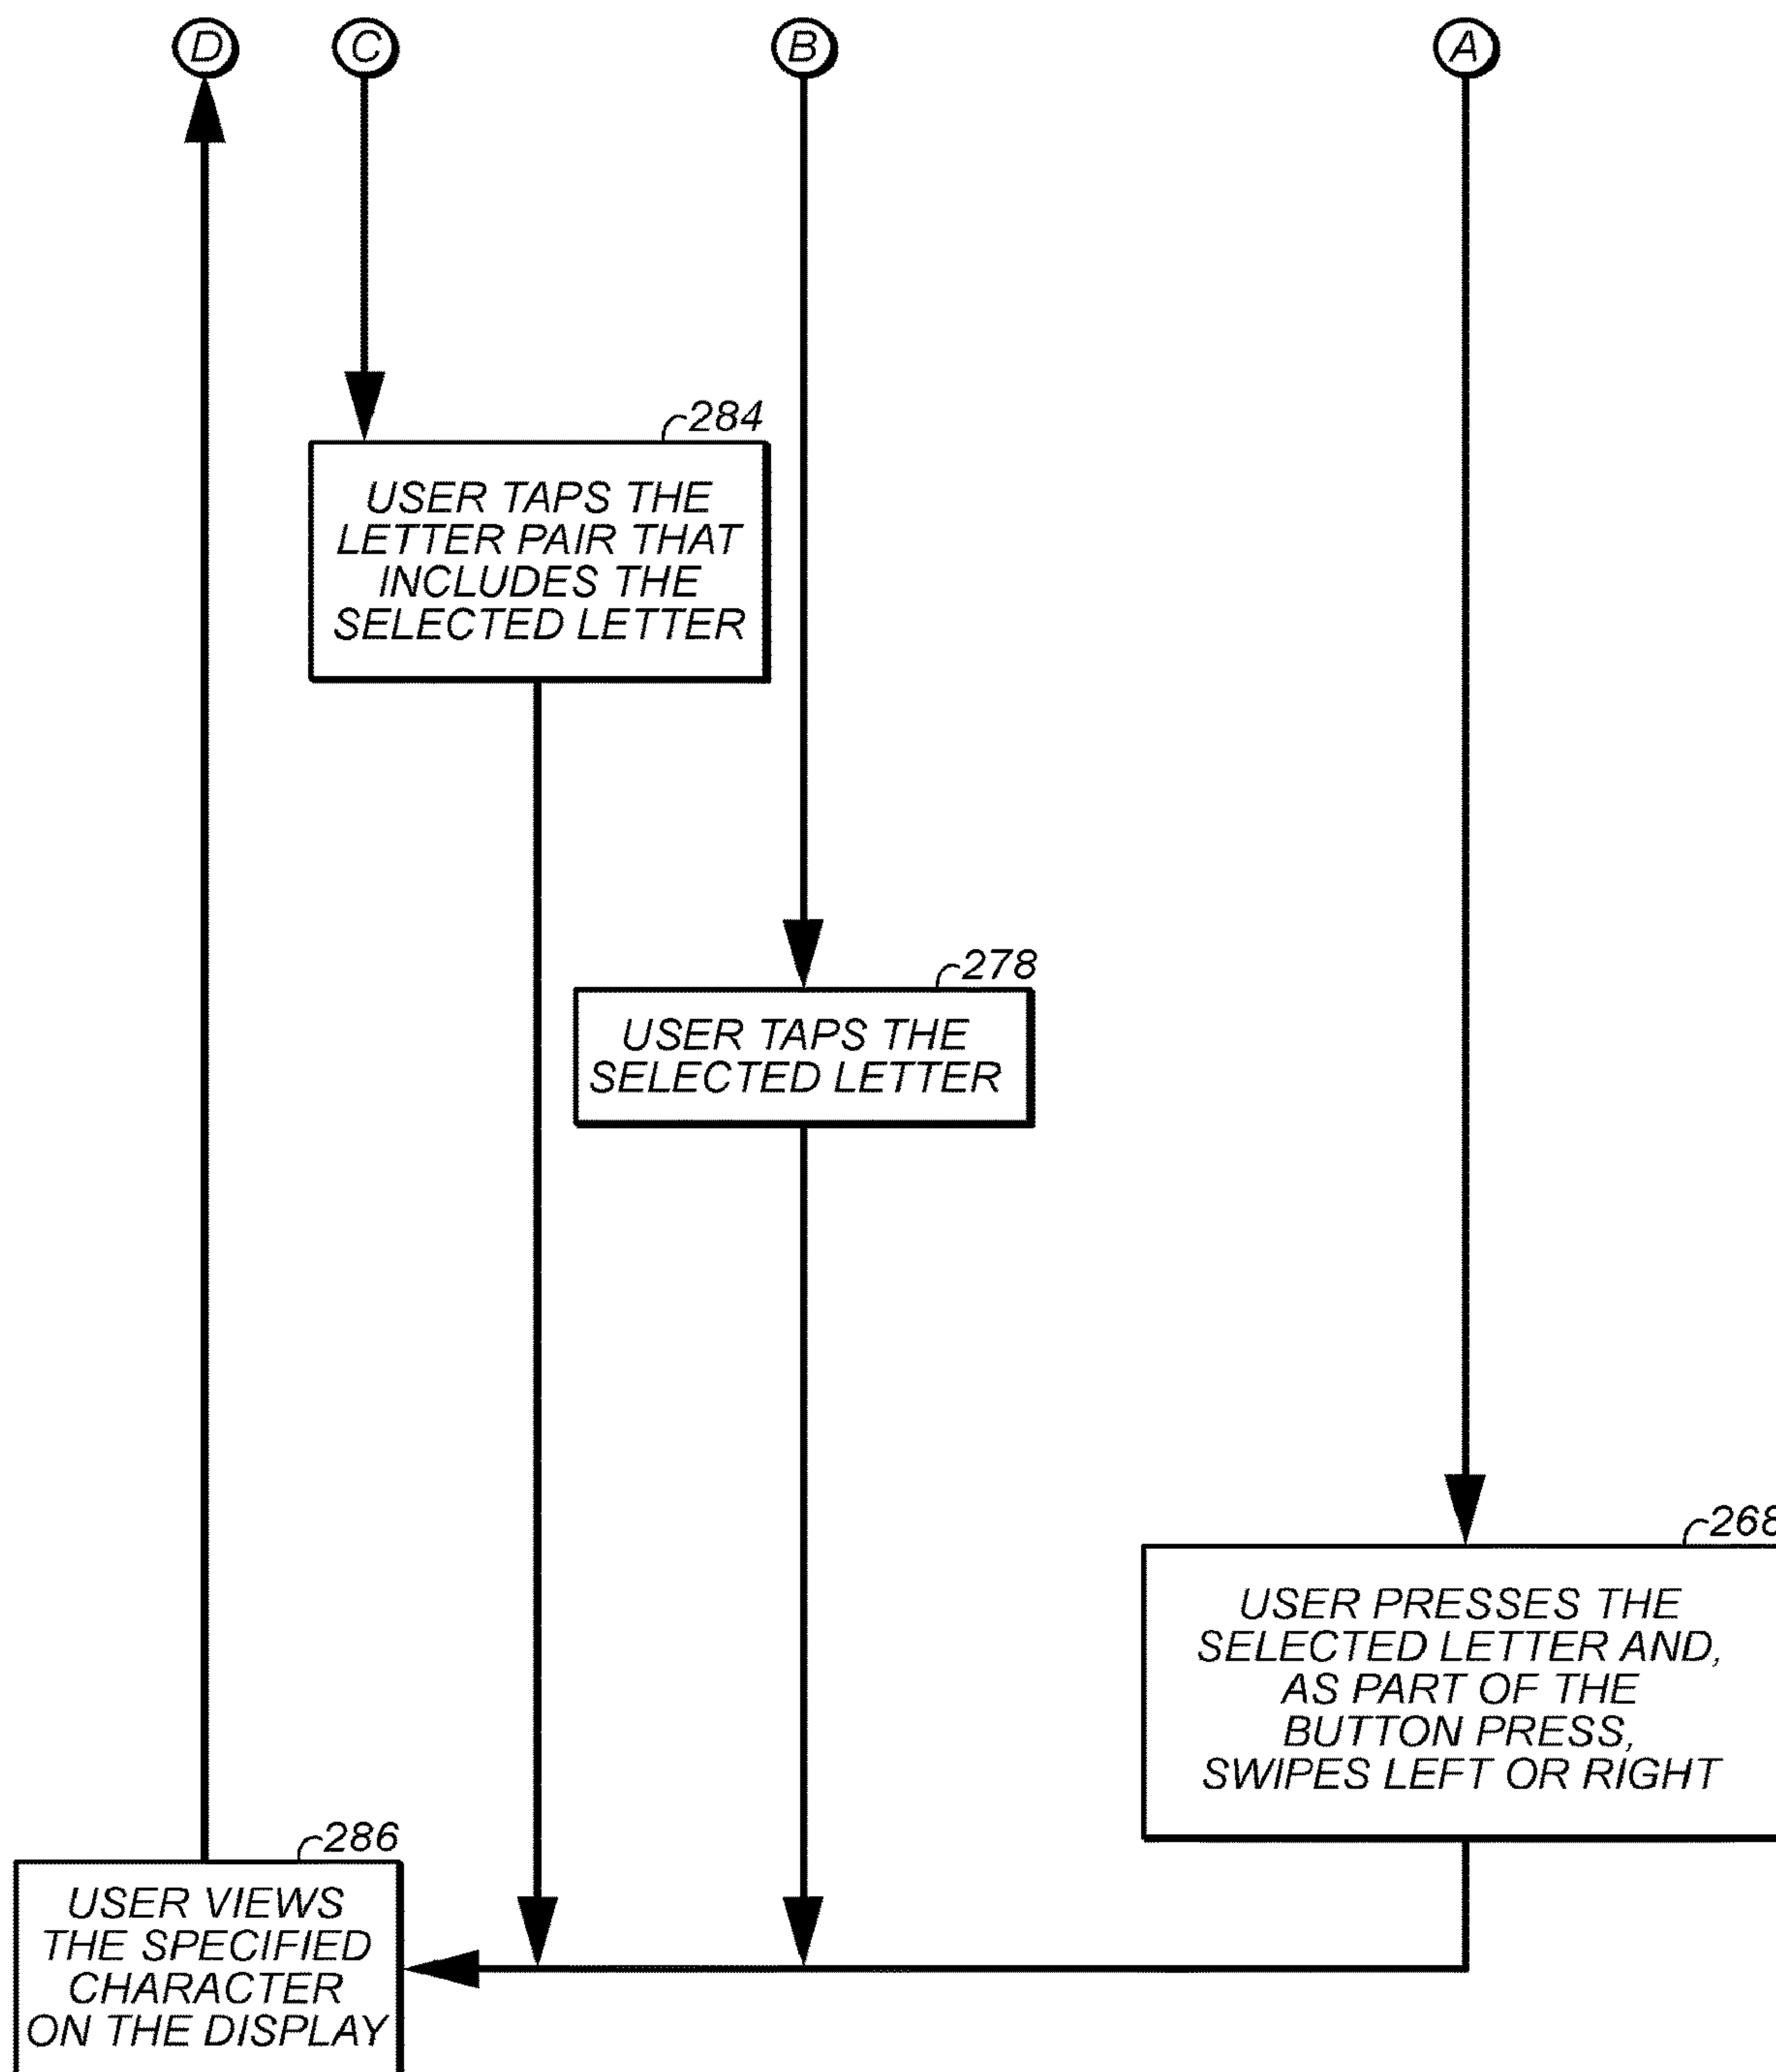 D C B A
284
USER TAPS THE
LETTER PAIR THAT
INCLUDES THE
SELECTED LETTER
278
USER TAPS THE
SELECTED LETTER
268
USER PRESSES THE
SELECTED LETTER AND,
AS PART OF THE
BUTTON PRESS,
SWIPES LEFT OR RIGHT
286
USER VIEWS
THE SPECIFIED
CHARACTER
ON THE DISPLAY